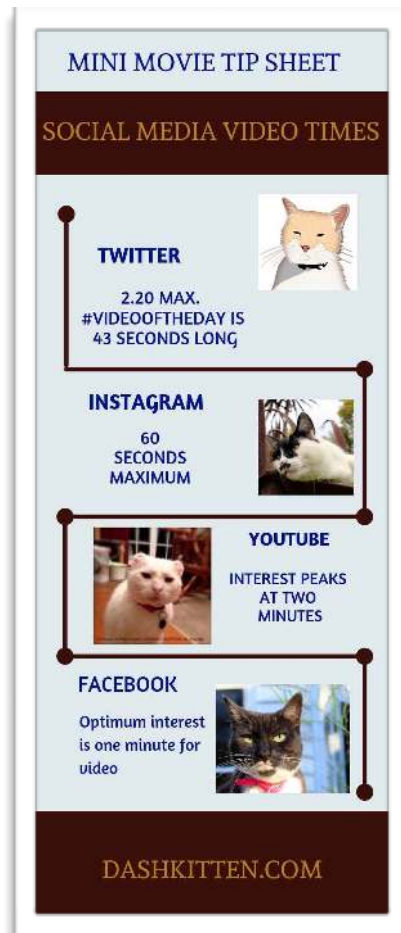 MINI MOVIE TIP SHEET
SOCIAL MEDIA VIDEO TIMES
TWITTER
2.20 MAX.
#VIDEOOFTHEDAY IS
43 SECONDS LONG
INSTAGRAM
60
SECONDS
MAXIMUM
YOUTUBE
INTEREST PEAKS
AT TWO
MINUTES
FACEBOOK
Optimum interest
is one minute for
video
DASHKITTEN.COM